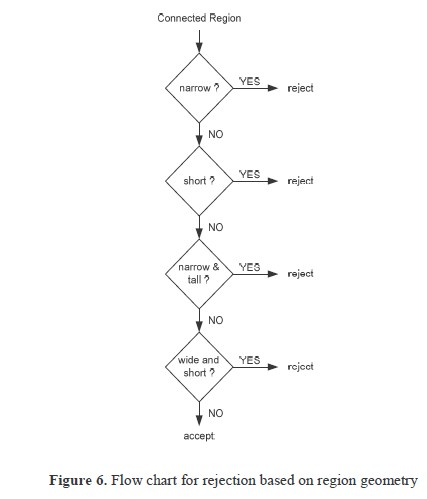 Connected Region
narrow ?
YES
reject
NO
short ?
YES
reject
NO
narrow &
tall ?
YES
reject
NO
wide and
short ?
YES
reject
NO
accept
Figure 6. Flow chart for rejection based on region geometry